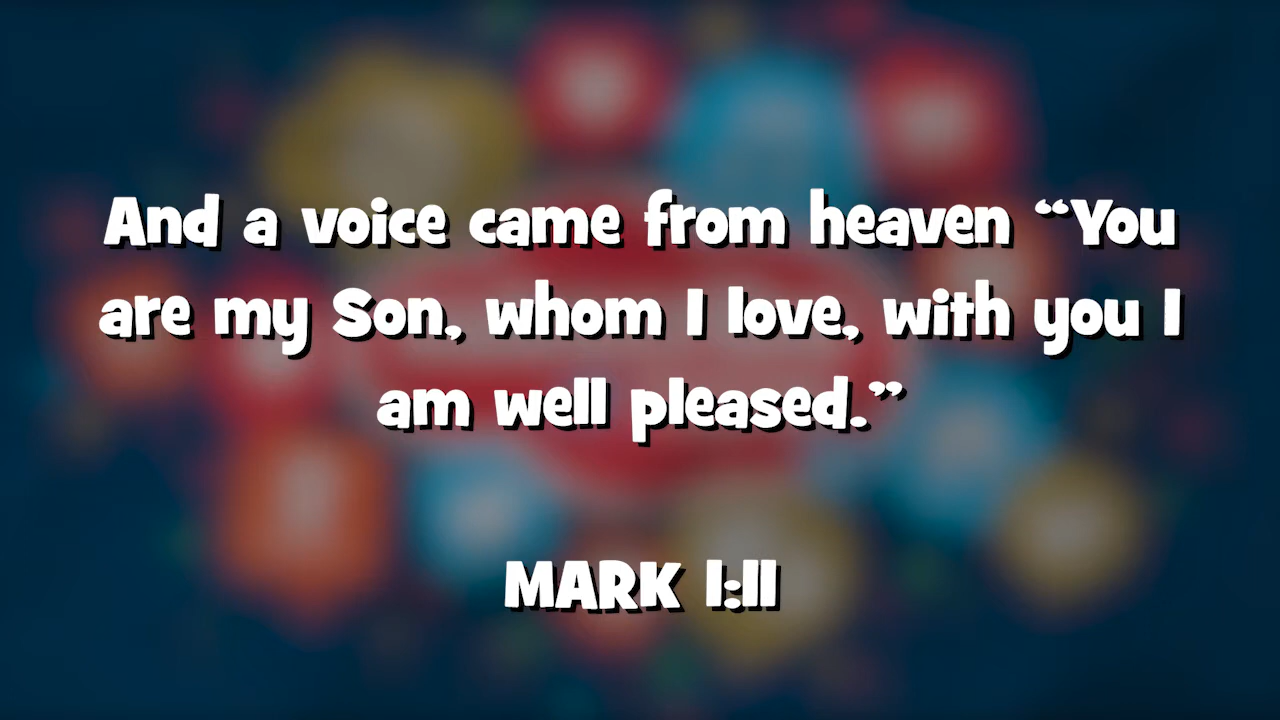 And a voice came from heaven “You
are my Son, whom I love, with you I
am well pleased.”
MARK 1:11